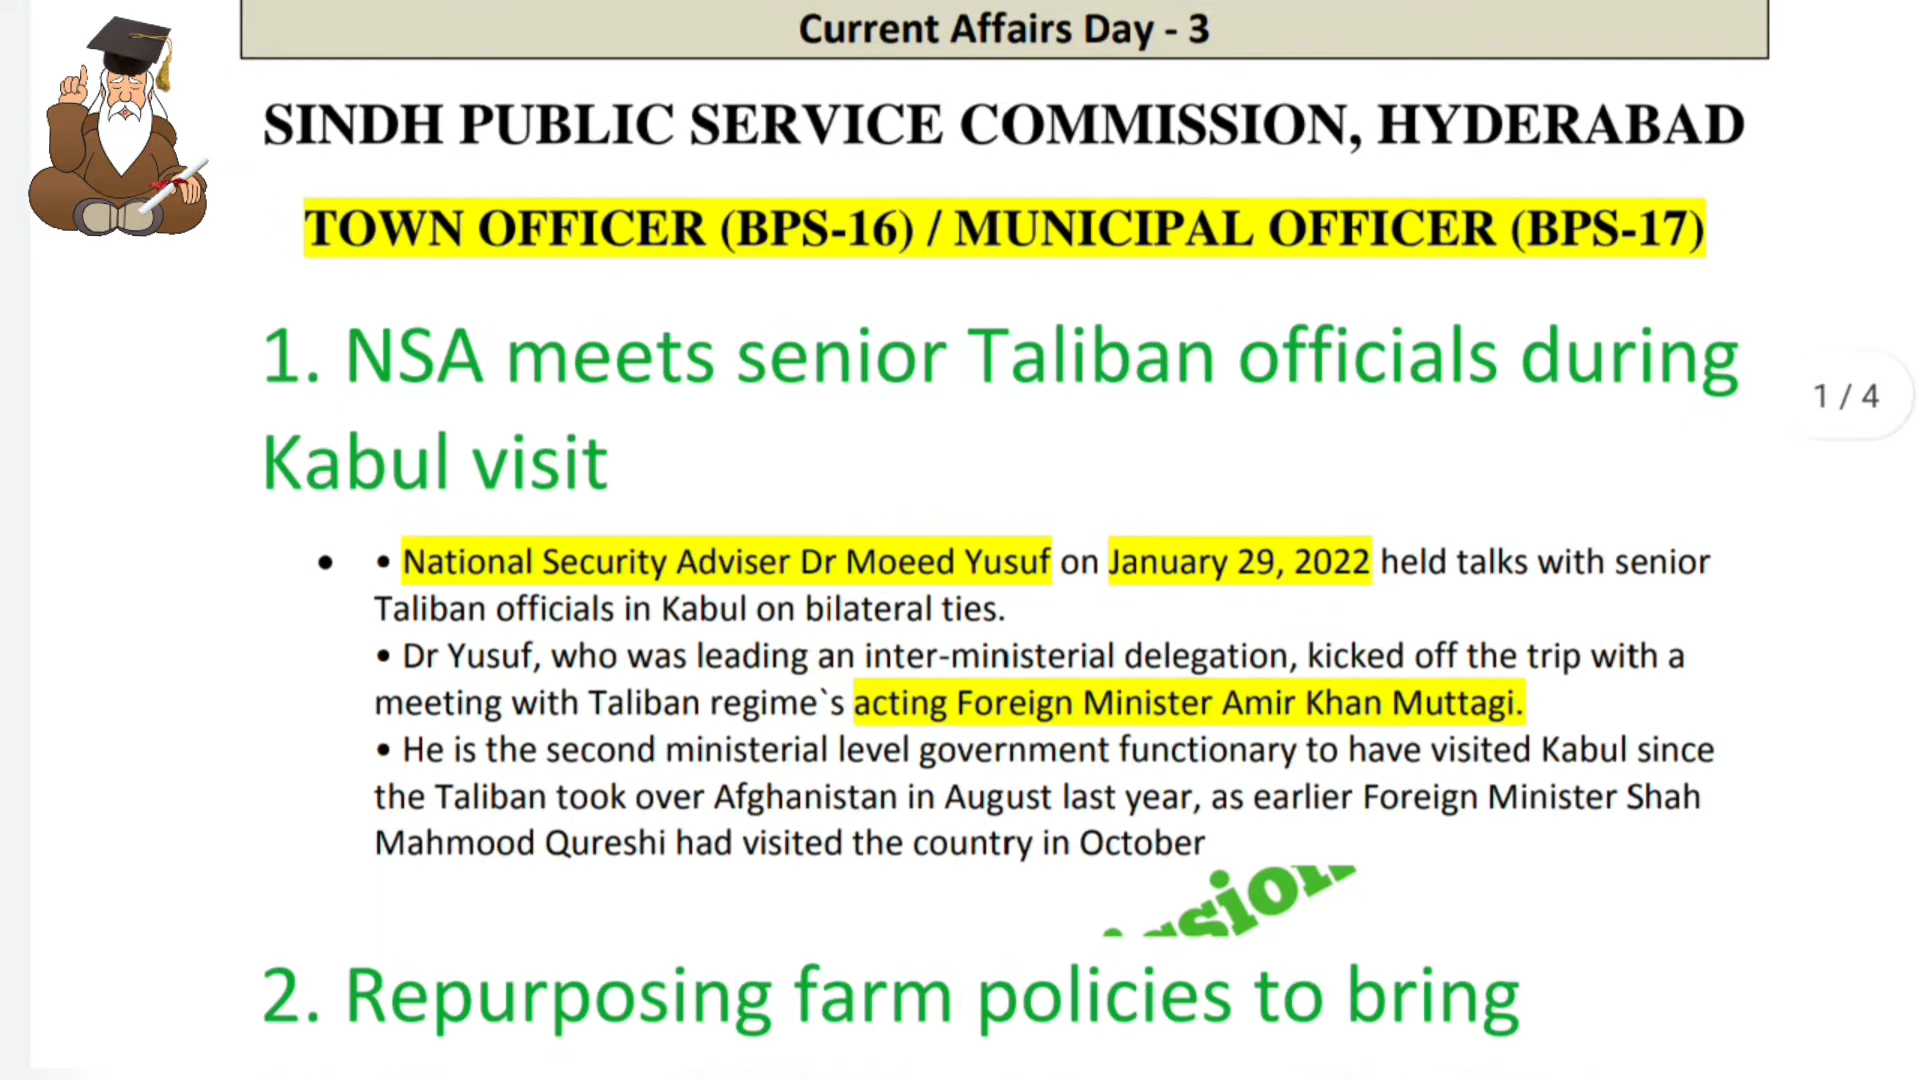 Current Affairs Day - 3
SINDH PUBLIC SERVICE COMMISSION, HYDERABAD
TOWN OFFICER (BPS-16) / MUNICIPAL OFFICER (BPS-17)
1. NSA meets senior Taliban officials during
Kabul visit
1 / 4
• • National Security Adviser Dr Moeed Yusuf on January 29, 2022 held talks with senior
Taliban officials in Kabul on bilateral ties.
• Dr Yusuf, who was leading an inter-ministerial delegation, kicked off the trip with a
meeting with Taliban regime`s acting Foreign Minister Amir Khan Muttagi.
• He is the second ministerial level government functionary to have visited Kabul since
the Taliban took over Afghanistan in August last year, as earlier Foreign Minister Shah
Mahmood Qureshi had visited the country in October
2. Repurposing farm policies to bring